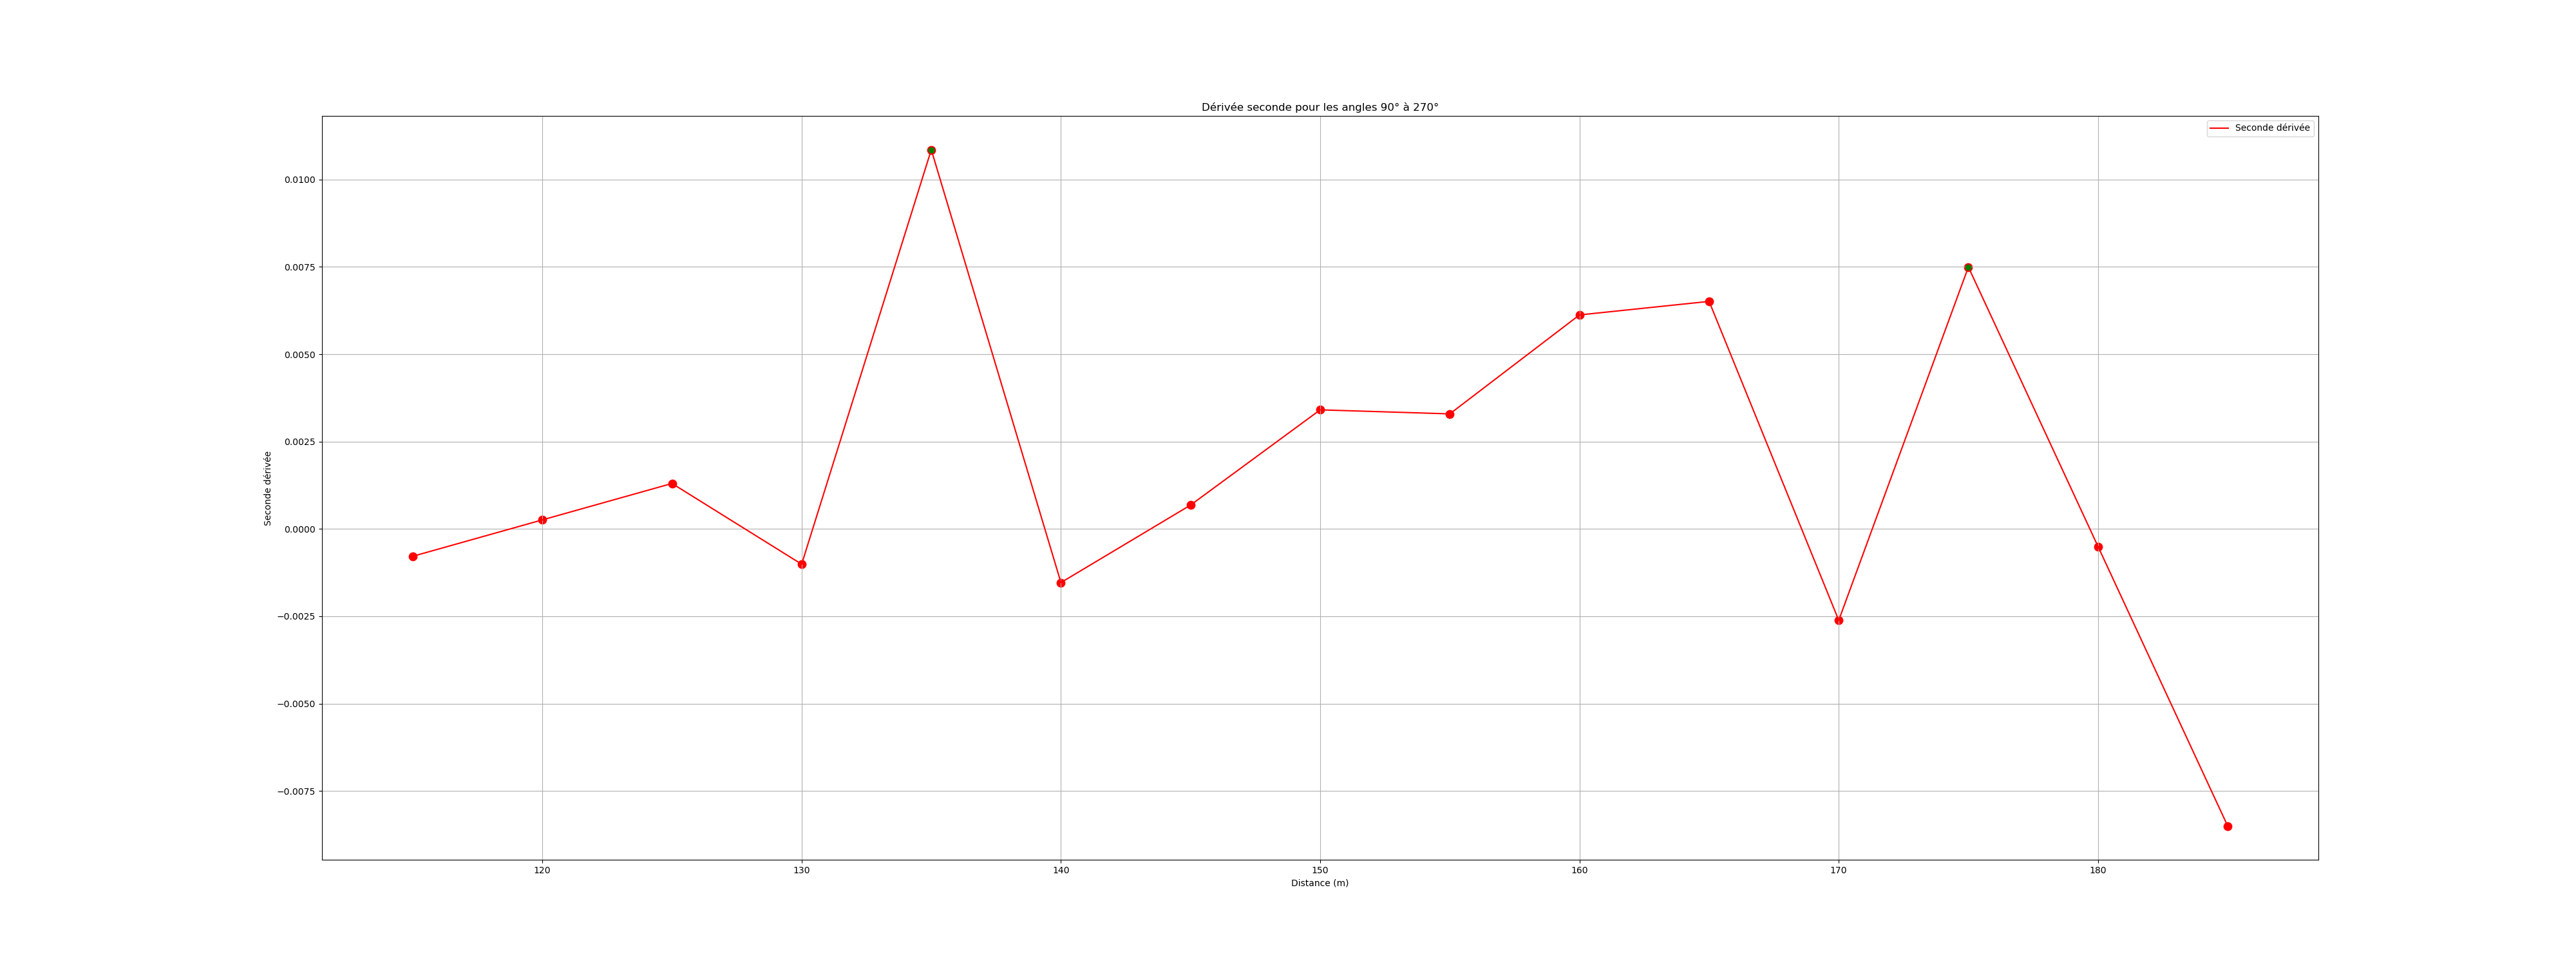 Dérivée seconde pour les angles 90° à 270°
Seconde dérivée
0.0100
0.0075
0.0050
0.0025
0.0000
−0.0025
−0.0050
−0.0075
Seconde dérivée
120 130 140 150 160 170 180
Distance (m)